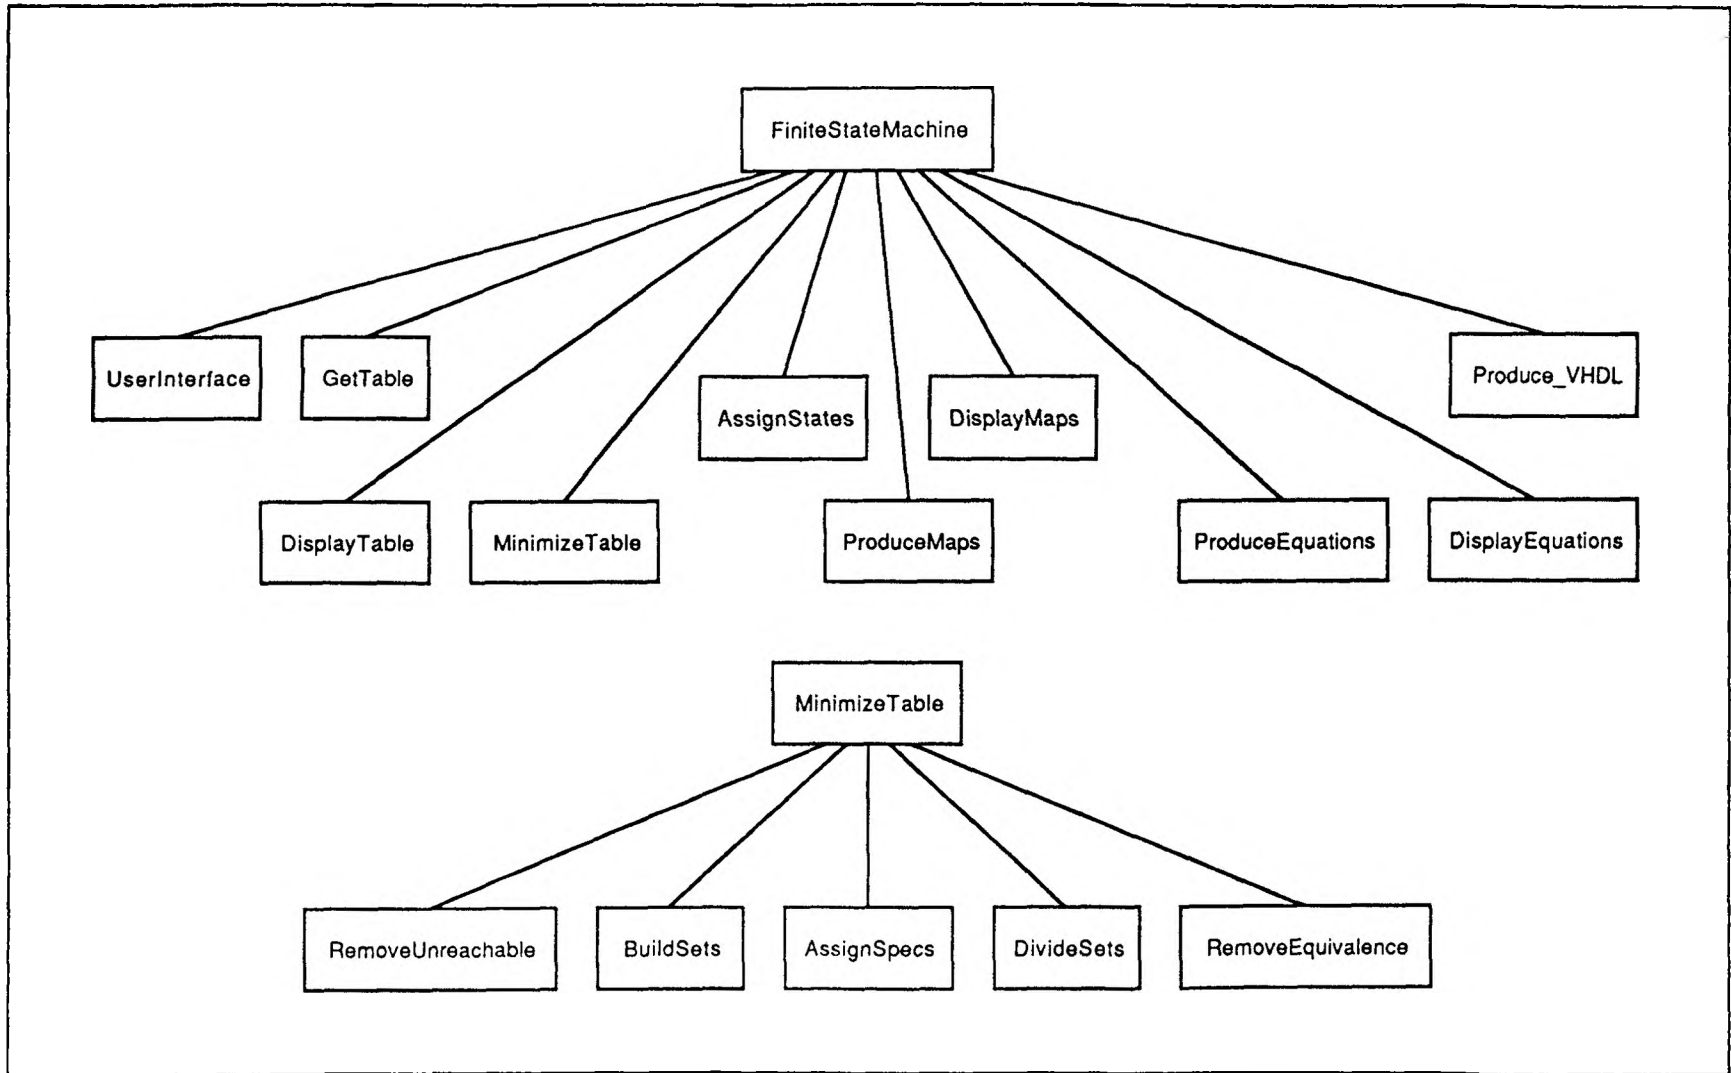 FiniteStateMachine
UserInterface
GetTable
Produce_VHDL
AssignStates
DisplayMaps
DisplayTable
MinimizeTable
ProduceMaps
ProduceEquations
DisplayEquations
MinimizeTable
RemoveUnreachable
BuildSets
AssignSpecs
DivideSets
RemoveEquivalence